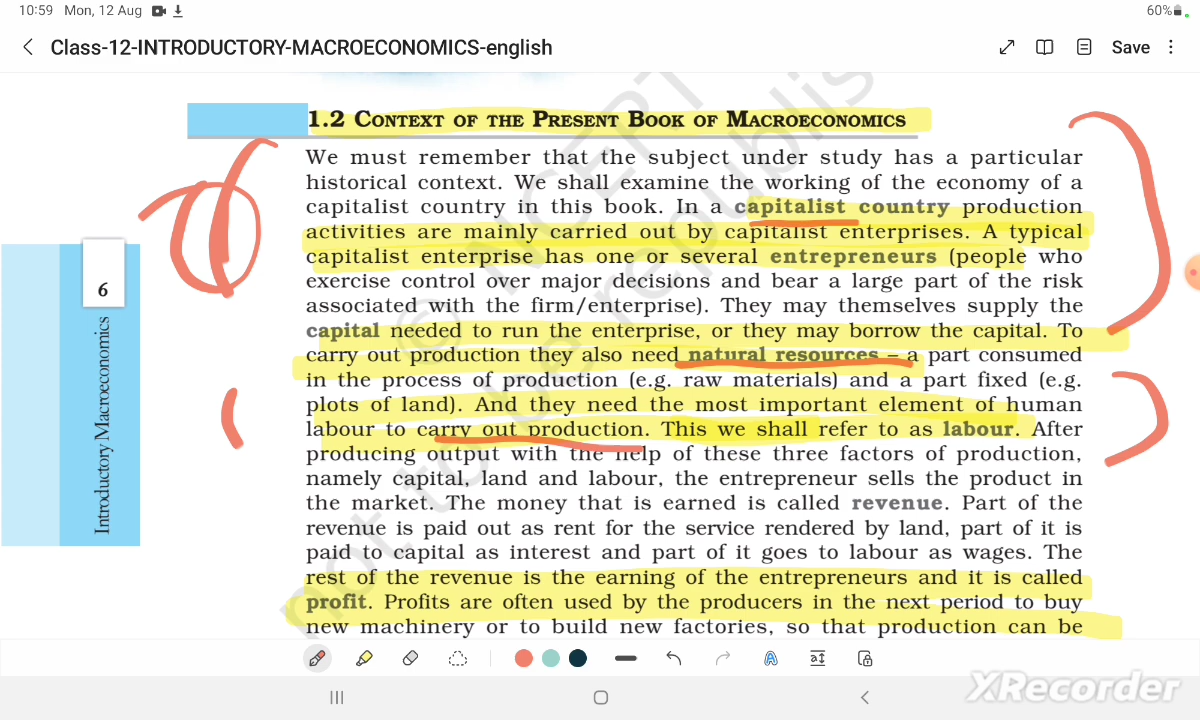 10:59 Mon, 12 Aug
60%
Class-12-INTRODUCTORY-MACROECONOMICS-english
Save
1.2 CONTEXT OF THE PRESENT BOOK OF MACROECONOMICS
We must remember that the subject under study has a particular
historical context. We shall examine the working of the economy of a
capitalist country in this book. In a capitalist country production
activities are mainly carried out by capitalist enterprises. A typical
capitalist enterprise has one or several entrepreneurs (people who
exercise control over major decisions and bear a large part of the risk
associated with the firm/enterprise). They may themselves supply the
capital needed to run the enterprise, or they may borrow the capital. To
carry out production they also need natural resources – a part consumed
in the process of production (e.g. raw materials) and a part fixed (e.g.
plots of land). And they need the most important element of human
labour to carry out production. This we shall refer to as labour. After
producing output with the help of these three factors of production,
namely capital, land and labour, the entrepreneur sells the product in
the market. The money that is earned is called revenue. Part of the
revenue is paid out as rent for the service rendered by land, part of it is
paid to capital as interest and part of it goes to labour as wages. The
rest of the revenue is the earning of the entrepreneurs and it is called
profit. Profits are often used by the producers in the next period to buy
new machinery or to build new factories, so that production can be
6
Introductory Macroeconomics
© NCERT
not to be republis
XRecorder